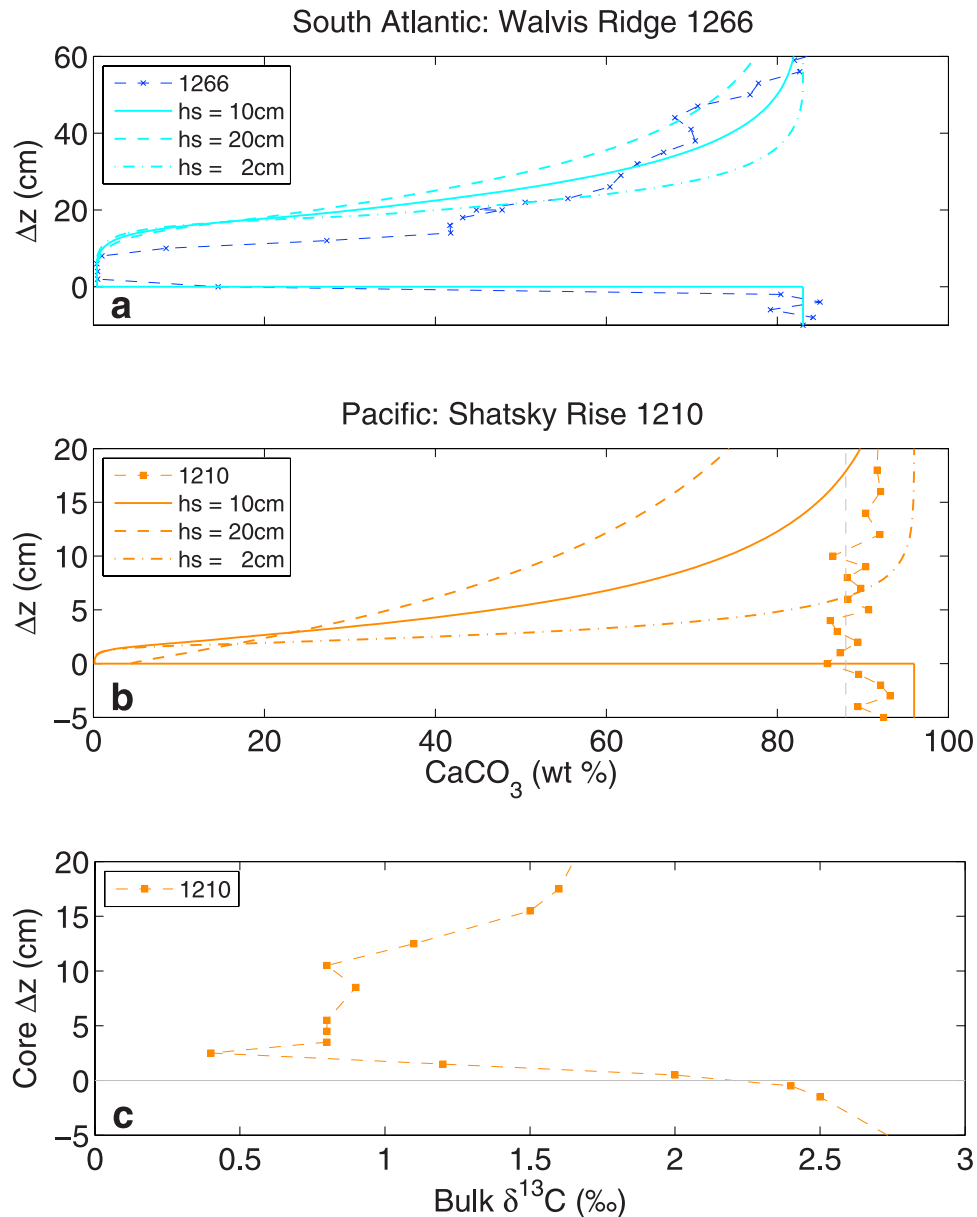 South Atlantic: Walvis Ridge 1266
60
40
20
0
Δz (cm)
1266
hs = 10cm
hs = 20cm
hs = 2cm
a
Pacific: Shatsky Rise 1210
20
15
10
5
0
−5
Δz (cm)
1210
hs = 10cm
hs = 20cm
hs = 2cm
b
0 20 40 60 80 100
CaCO₃ (wt %)
20
15
10
5
0
−5
Core Δz (cm)
1210
c
0 0.5 1 1.5 2 2.5 3
Bulk δ¹³C (‰)